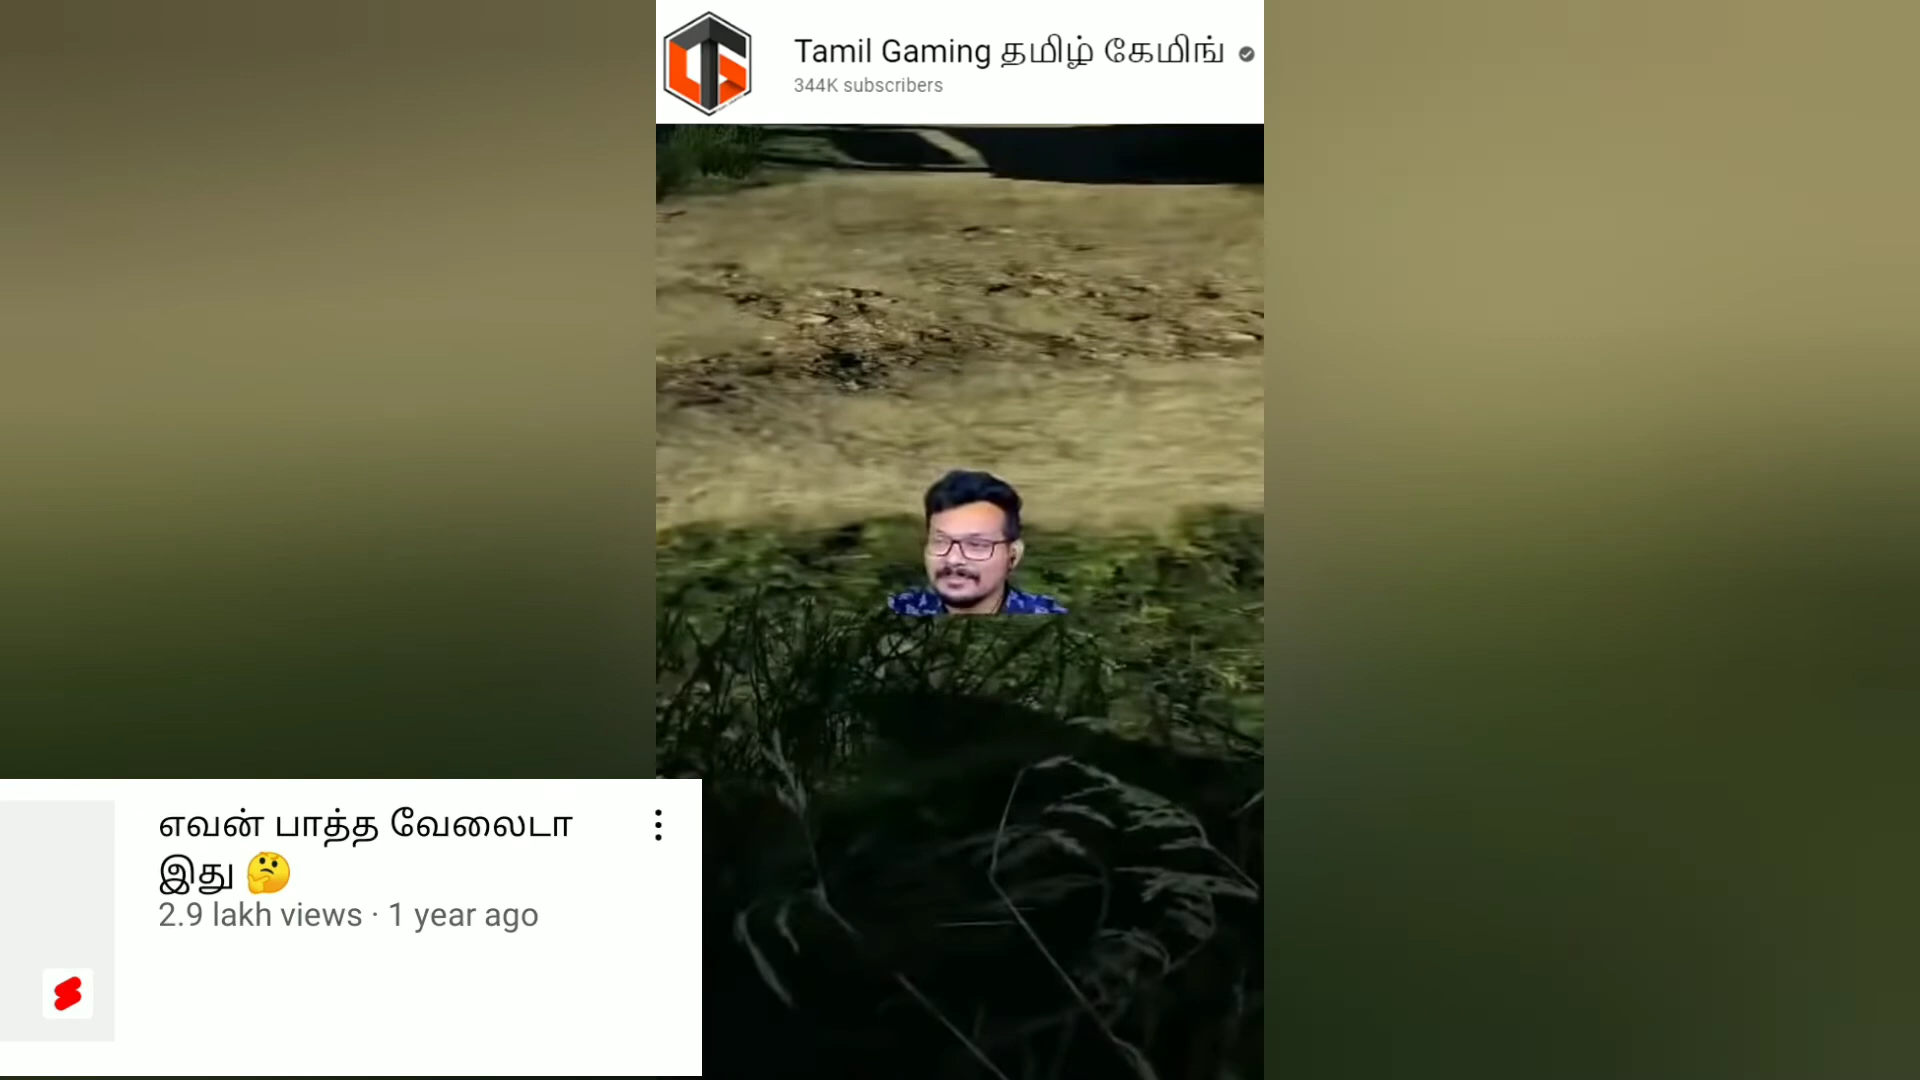 Tamil Gaming தமிழ் கேமிங்
344K subscribers
எவன் பாத்த வேலைடா
இது 🤔
2.9 lakh views · 1 year ago